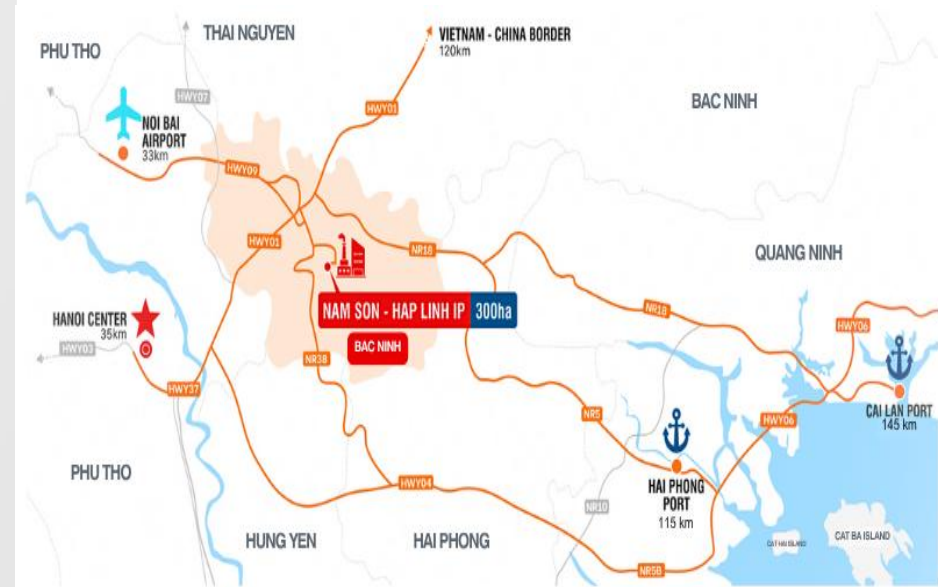 PHU THO
THAI NGUYEN
VIETNAM - CHINA BORDER
120km
HWY07
HWY01
BAC NINH
NOI BAI
AIRPORT
33km
HWY09
HWY01
NR18
QUANG NINH
NAM SON - HAP LINH IP
300ha
BAC NINH
HANOI CENTER
35km
HWY03
NR38
HWY37
NR18
HWY06
CAI LAN PORT
145 km
NR5
HWY06
HAI PHONG
PORT
115 km
PHU THO
HWY04
NR10
HUNG YEN
HAI PHONG
CAT HAI ISLAND
CAT BA ISLAND
NR5B